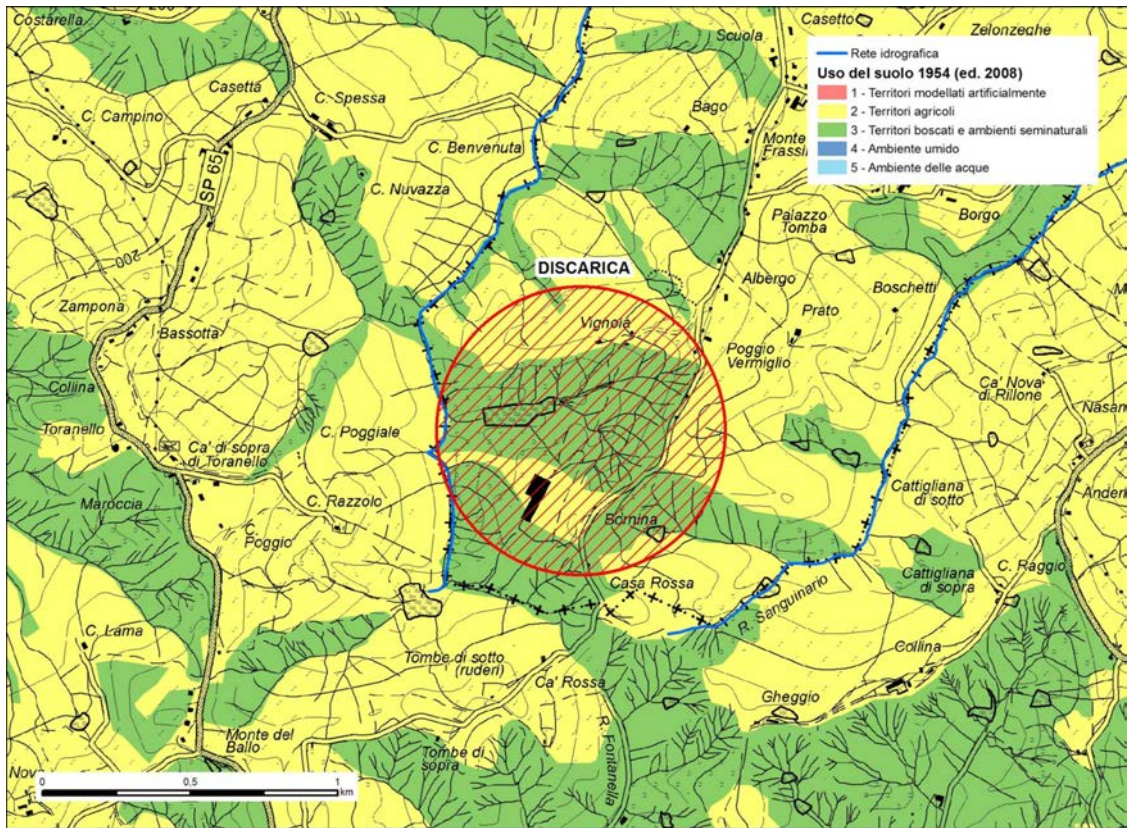 Costarella
200
Casetto
Zelonzeghe
Scuola
Rete idrografica
Uso del suolo 1954 (ed. 2008)
1 - Territori modellati artificialmente
2 - Territori agricoli
3 - Territori boscati e ambienti seminaturali
4 - Ambiente umido
5 - Ambiente delle acque
Casetta
C. Spessa
C. Campino
Bago
Monte
Frassi
C. Benvenuta
SP 65
C. Nuvazza
Palazzo
Tomba
Borgo
200
DISCARICA
Albergo
Boschetti
Zampona
Bassotta
Vignola
Prato
Poggio
Vermiglio
Collina
Ca' Nova
di Rillone
Nasan
Toranello
Ca' di sopra
di Toranello
C. Poggiale
Maroccia
C. Razzolo
Cattigliana
di sotto
Bornina
C.
Poggio
Casa Rossa
Cattigliana
di sopra
C. Raggio
R. Sanguinario
C. Lama
Tombe di sotto
(ruderi)
Ca' Rossa
Collina
Gheggio
R. Fontanella
Monte del
Ballo
Tombe di
sopra
Nov
0
0,5
1
km